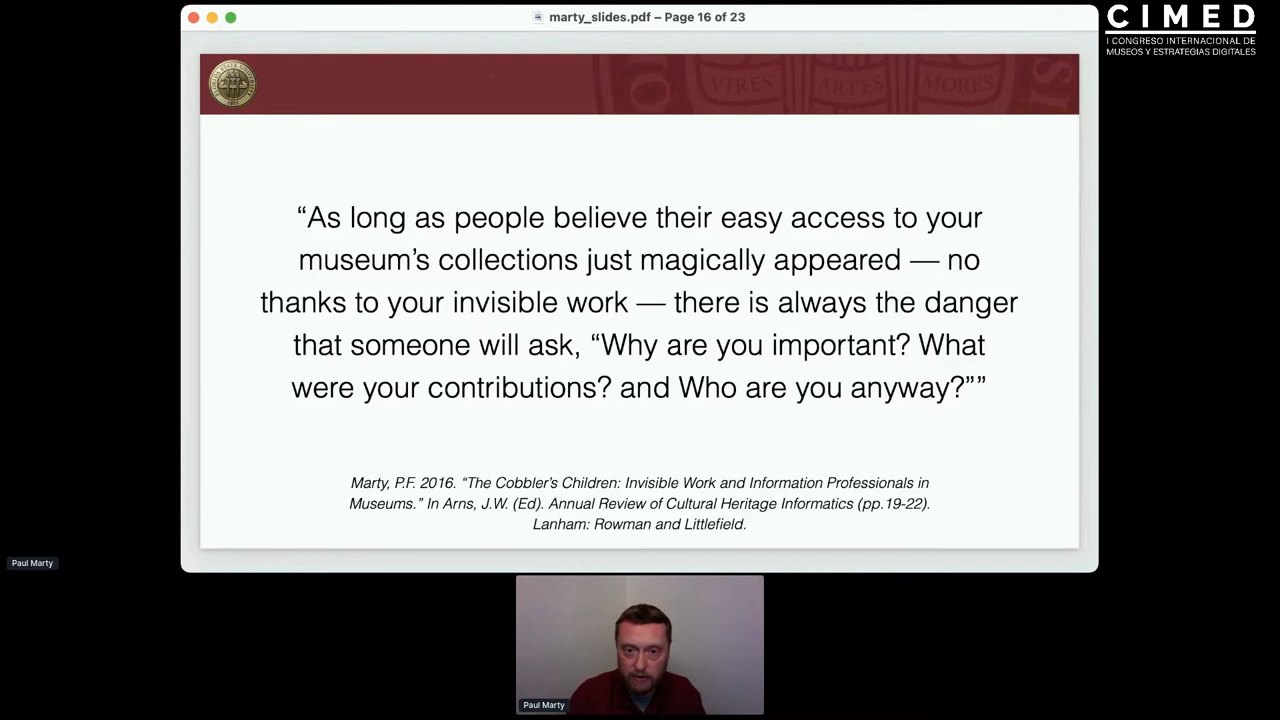 marty_slides.pdf – Page 16 of 23
CIMED
I CONGRESO INTERNACIONAL DE
MUSEOS Y ESTRATEGIAS DIGITALES
VIRES
ARTES
MORES
“As long as people believe their easy access to your
museum’s collections just magically appeared — no
thanks to your invisible work — there is always the danger
that someone will ask, “Why are you important? What
were your contributions? and Who are you anyway?””
Marty, P.F. 2016. “The Cobbler’s Children: Invisible Work and Information Professionals in
Museums.” In Arns, J.W. (Ed). Annual Review of Cultural Heritage Informatics (pp.19-22).
Lanham: Rowman and Littlefield.
Paul Marty
Paul Marty